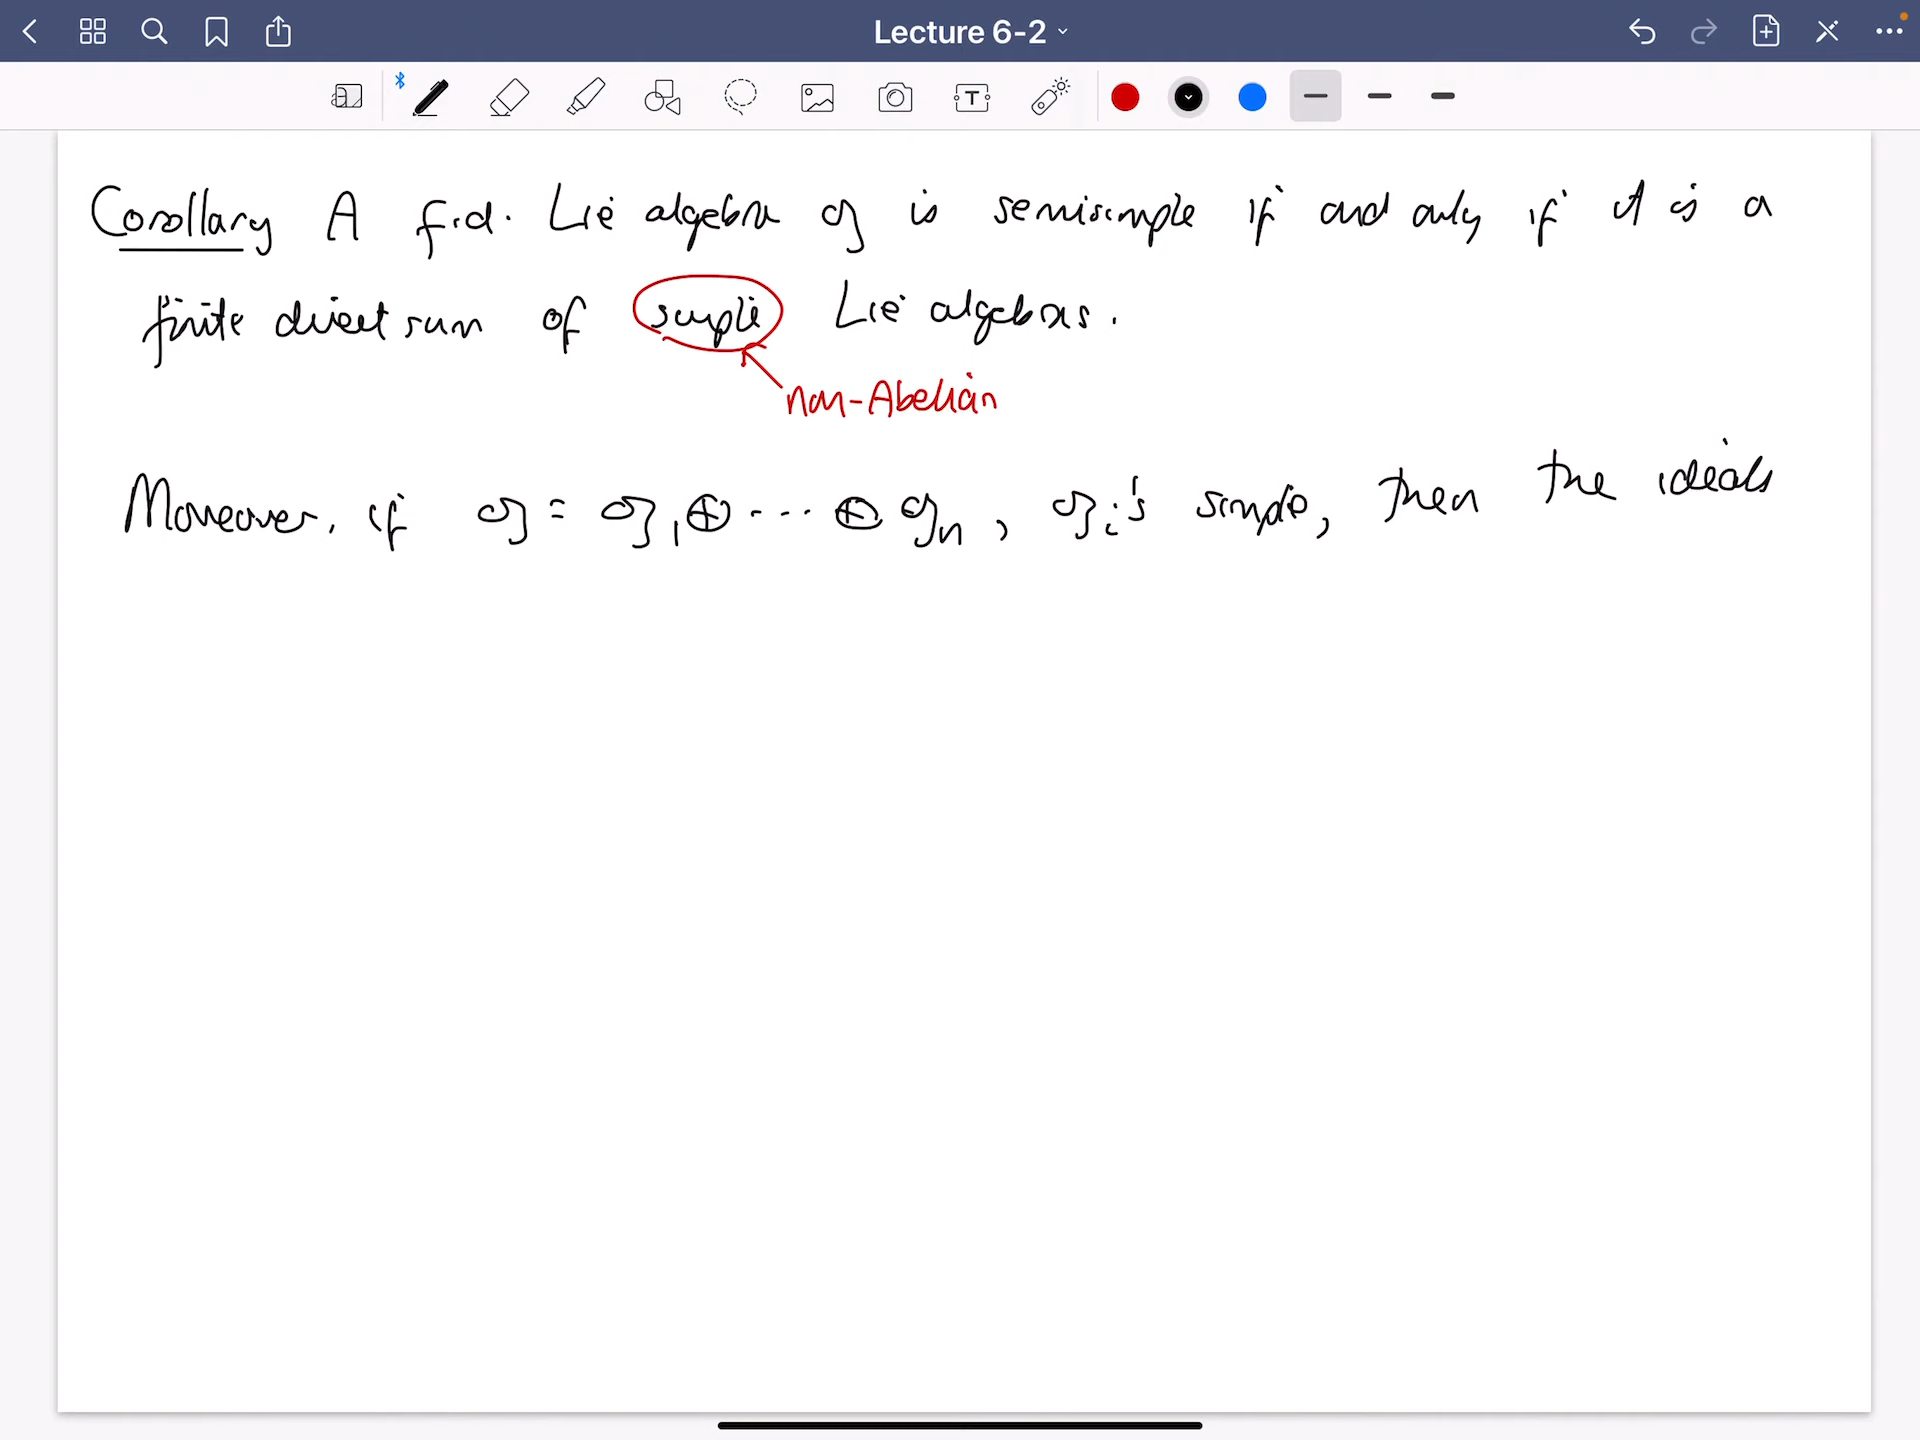 Lecture 6-2
Corollary A f.d. Lie algebra 𝔤 is semisimple if and only if it is a
finite direct sum of simple Lie algebras.
non-Abelian
Moreover, if 𝔤 = 𝔤₁ ⊕ ··· ⊕ 𝔤ₙ, 𝔤ᵢ's simple, then the ideals